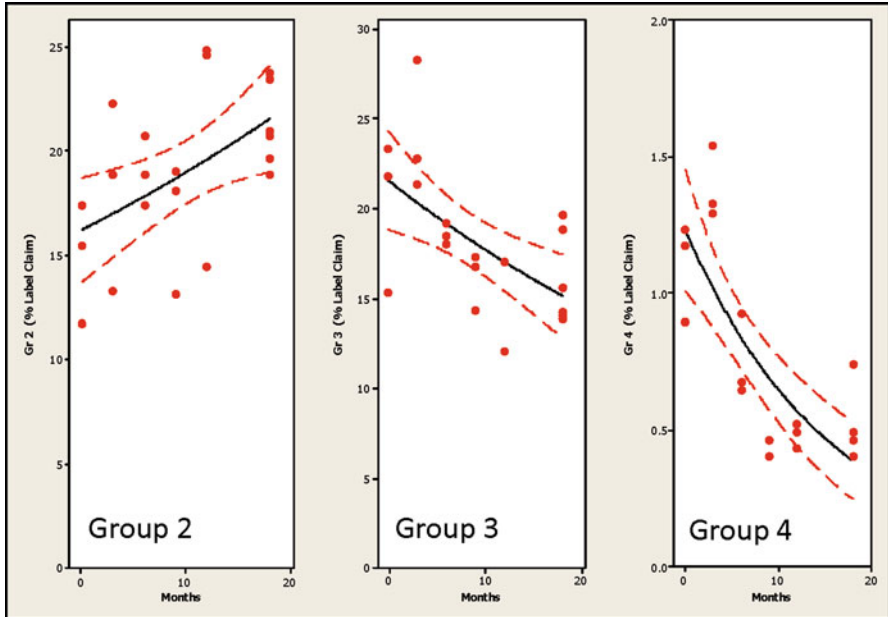 Gr 2 (% Label Claim)
25
20
15
10
5
0
Group 2
0 10 20
Months
Gr 3 (% Label Claim)
30
25
20
15
10
5
0
Group 3
0 10 20
Months
Gr 4 (% Label Claim)
2.0
1.5
1.0
0.5
0.0
Group 4
0 10 20
Months